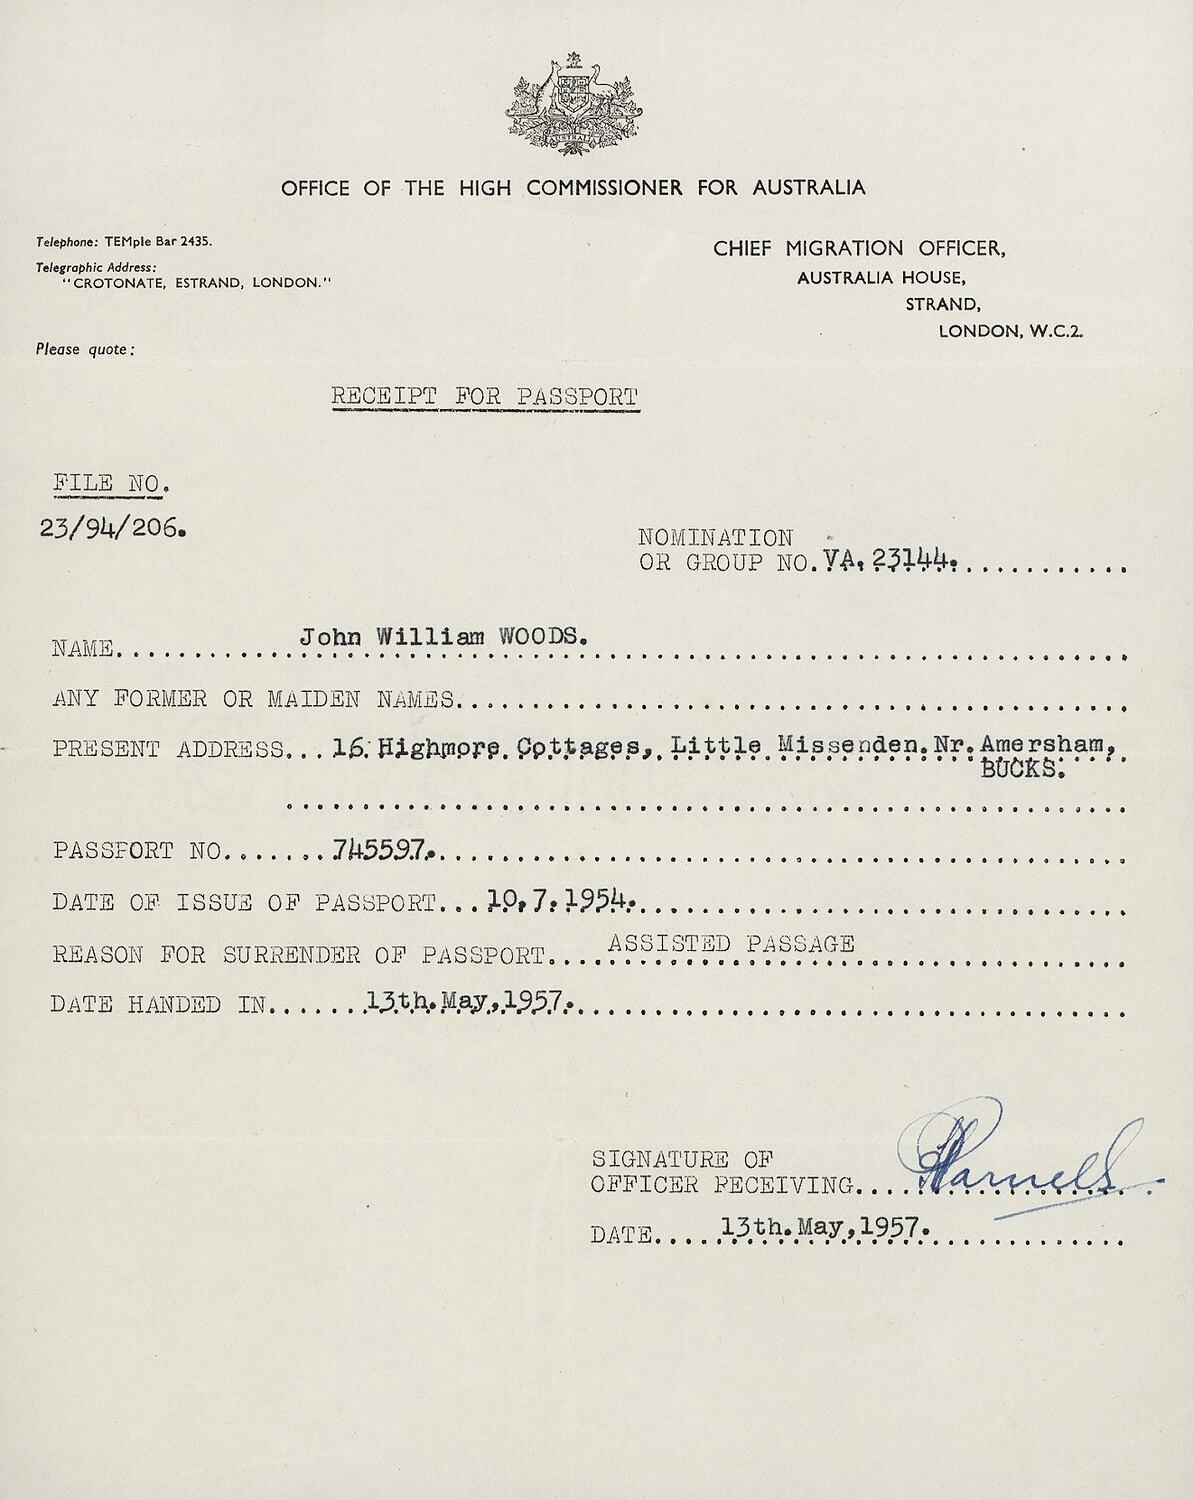 AUSTRALIA
OFFICE OF THE HIGH COMMISSIONER FOR AUSTRALIA
Telephone: TEMple Bar 2435.
Telegraphic Address:
"CROTONATE, ESTRAND, LONDON."
CHIEF MIGRATION OFFICER,
AUSTRALIA HOUSE,
STRAND,
LONDON, W.C.2.
Please quote:
RECEIPT FOR PASSPORT
FILE NO.
23/94/206.
NOMINATION
OR GROUP NO. VA. 23144.
NAME John William WOODS.
ANY FORMER OR MAIDEN NAMES
PRESENT ADDRESS 16 Highmore Cottages, Little Missenden. Nr. Amersham,
BUCKS.
PASSPORT NO. 745597.
DATE OF ISSUE OF PASSPORT 10.7.1954.
REASON FOR SURRENDER OF PASSPORT ASSISTED PASSAGE
DATE HANDED IN 13th. May, 1957.
SIGNATURE OF
OFFICER RECEIVING
DATE 13th. May, 1957.